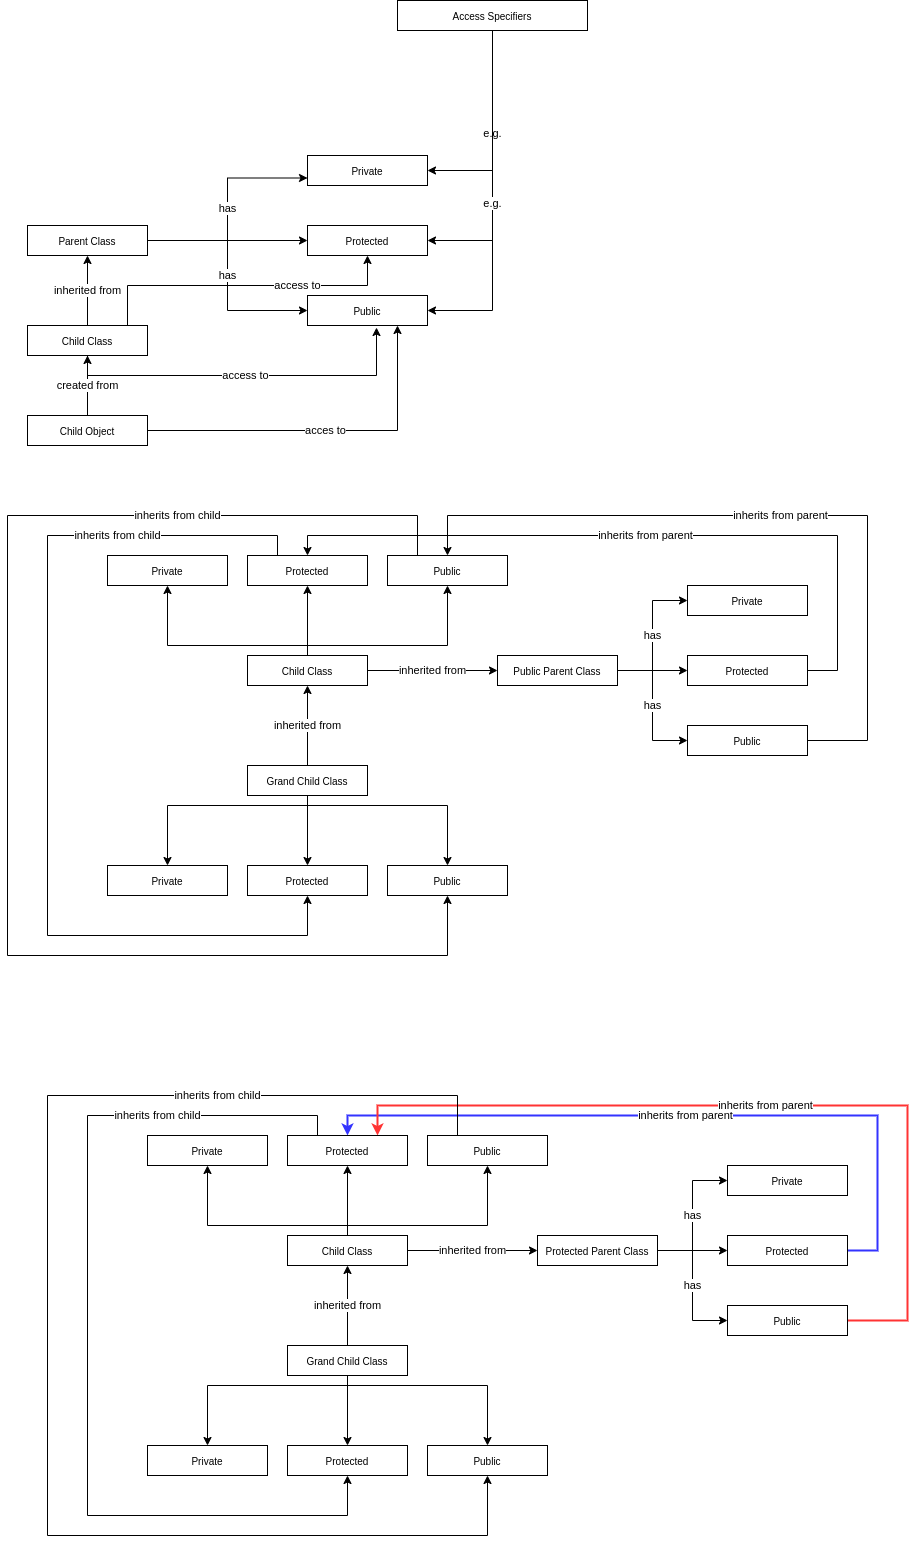 Access Specifiers
e.g.
Private
e.g.
has
Parent Class
Protected
has
access to
inherited from
Public
Child Class
access to
created from
Child Object
acces to
inherits from child
inherits from parent
inherits from child
inherits from parent
Private
Protected
Public
Private
has
Child Class
inherited from
Public Parent Class
Protected
has
inherited from
Public
Grand Child Class
Private
Protected
Public
inherits from child
inherits from parent
inherits from child
inherits from parent
Private
Protected
Public
Private
has
Child Class
inherited from
Protected Parent Class
Protected
has
inherited from
Public
Grand Child Class
Private
Protected
Public